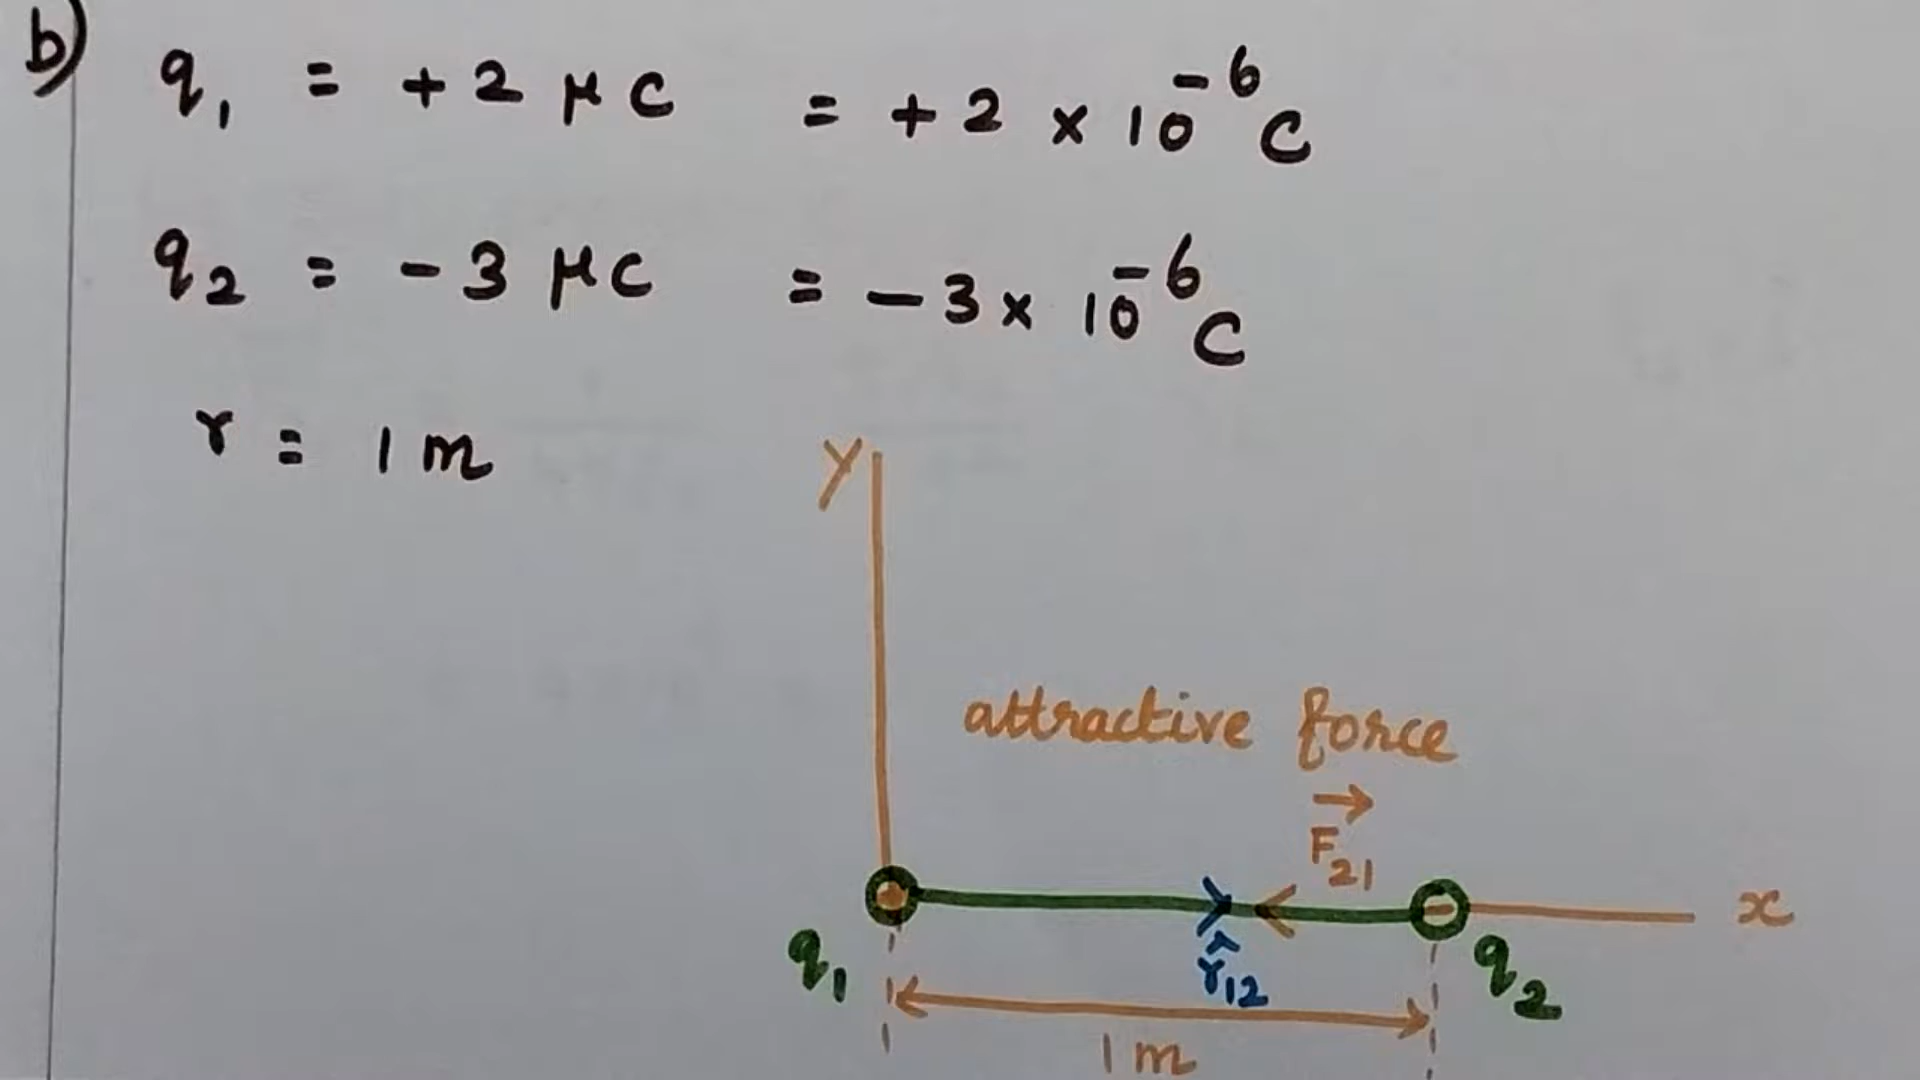 b) q₁ = +2 μC = +2 × 10⁻⁶ C
q₂ = -3 μC = -3 × 10⁻⁶ C
r = 1 m
y
attractive force
F⃗₂₁
x
q₁ r̂₁₂ q₂
1 m